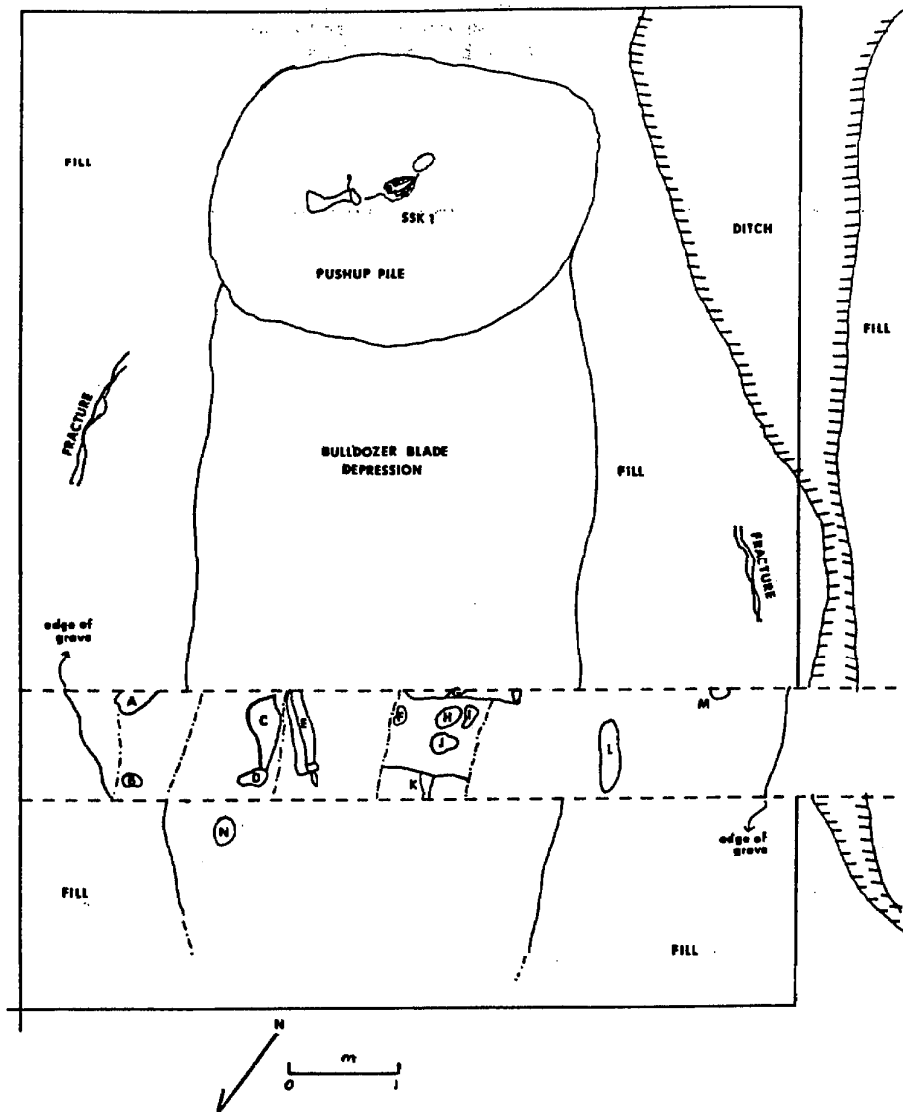 FILL
SSK 1
DITCH
PUSHUP PILE
FILL
FRACTURE
BULLDOZER BLADE
DEPRESSION
FILL
FRACTURE
edge of
grave
A
C
E
F
G
H
I
M
J
B
D
K
L
N
edge of
grave
FILL
FILL
N
m
0
1